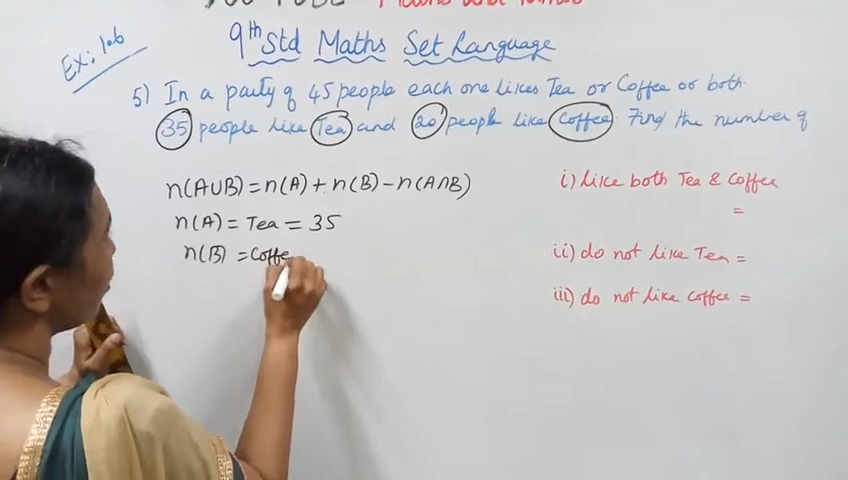 Ex: 1.6
9th Std Maths Set Language
5) In a party of 45 people each one likes Tea or Coffee or both
35 people like Tea and 20 people like Coffee. Find the number of
n(A∪B) = n(A) + n(B) - n(A∩B)
n(A) = Tea = 35
n(B) = Coffe
i) Like both Tea & Coffee
=
ii) do not like Tea =
iii) do not like Coffee =